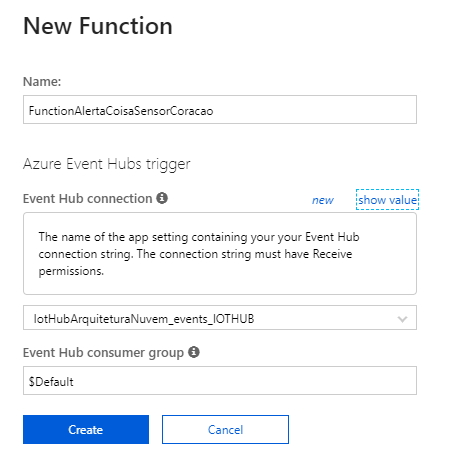 New Function
Name:
FunctionAlertaCoisaSensorCoracao
Azure Event Hubs trigger
Event Hub connection new show value
The name of the app setting containing your your Event Hub
connection string. The connection string must have Receive
permissions.
IotHubArquiteturaNuvem_events_IOTHUB
Event Hub consumer group
$Default
Create Cancel